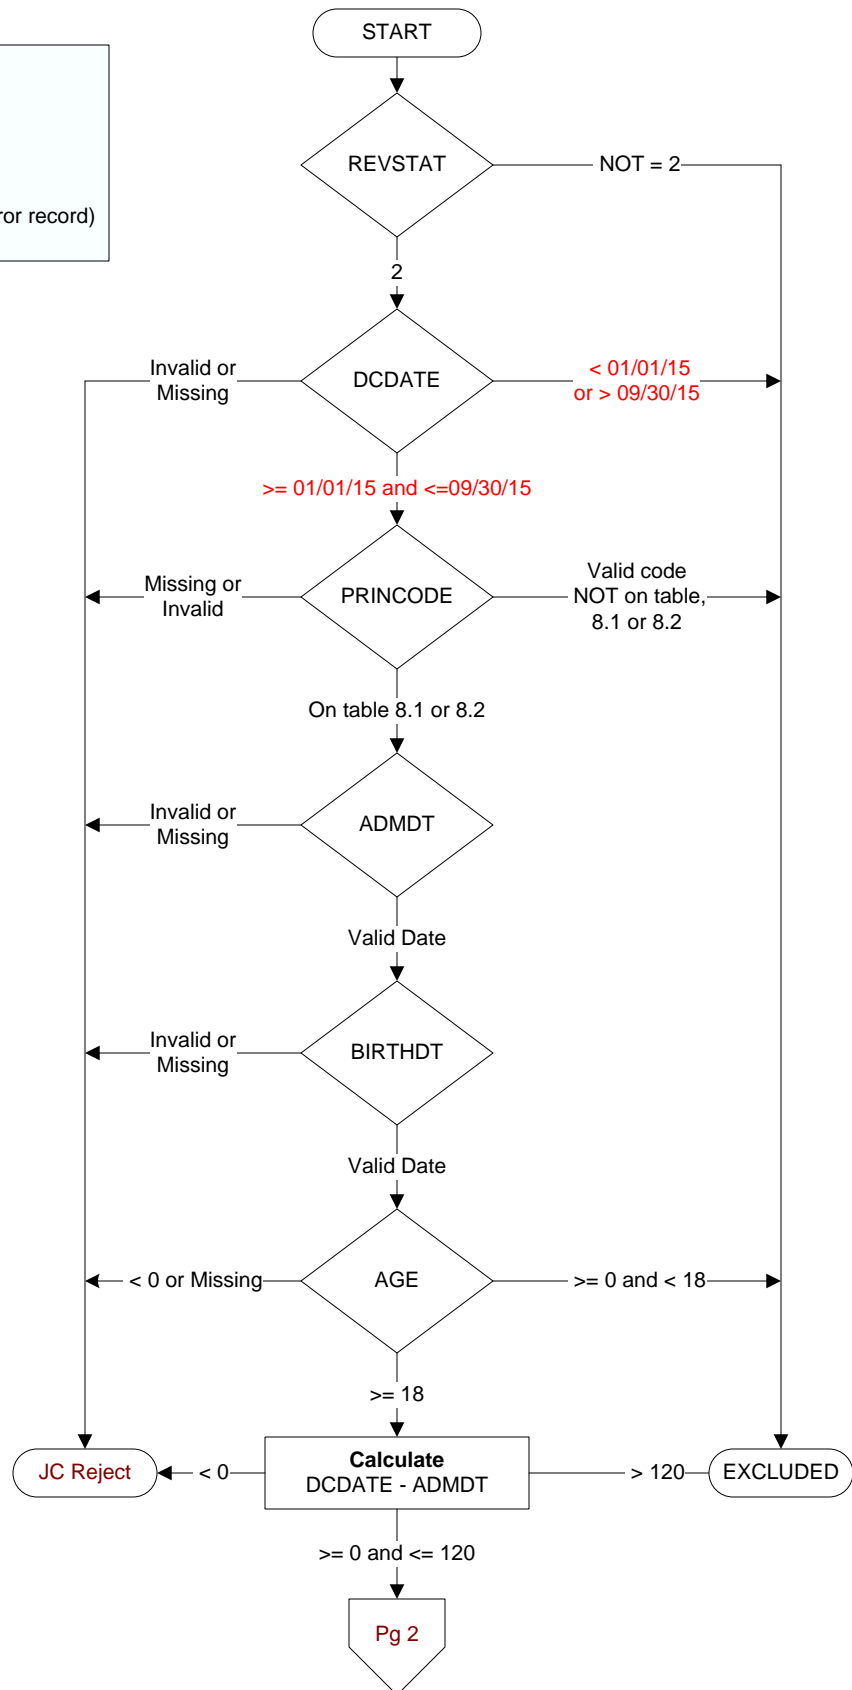 START
ror record)
REVSTAT
NOT = 2
2
Invalid or
Missing
DCDATE
< 01/01/15
or > 09/30/15
>= 01/01/15 and <=09/30/15
Missing or
Invalid
PRINCODE
Valid code
NOT on table,
8.1 or 8.2
On table 8.1 or 8.2
Invalid or
Missing
ADMDT
Valid Date
Invalid or
Missing
BIRTHDT
Valid Date
< 0 or Missing
AGE
>= 0 and < 18
>= 18
JC Reject
< 0
Calculate
DCDATE - ADMDT
> 120
EXCLUDED
>= 0 and <= 120
Pg 2